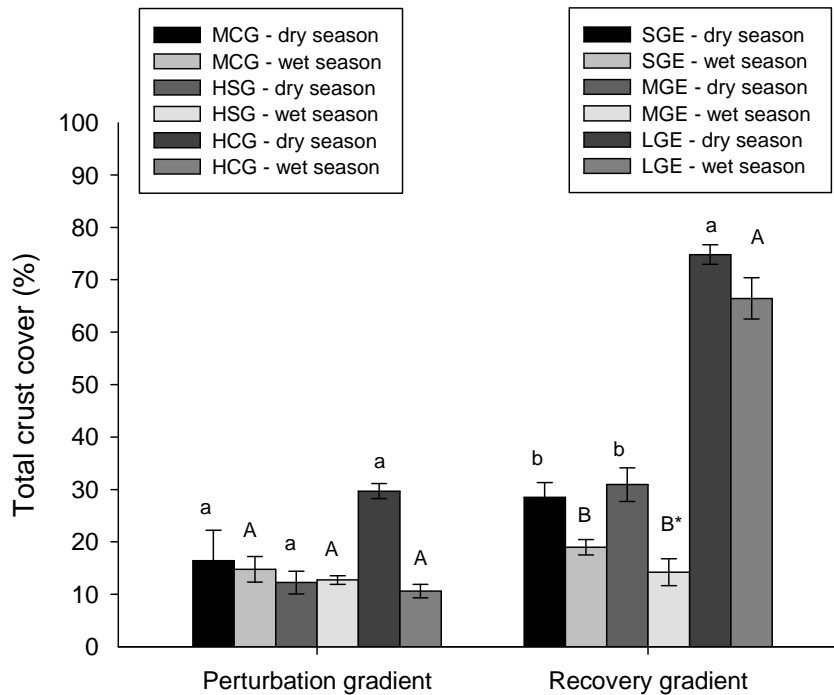 MCG - dry season
MCG - wet season
HSG - dry season
HSG - wet season
HCG - dry season
HCG - wet season
SGE - dry season
SGE - wet season
MGE - dry season
MGE - wet season
LGE - dry season
LGE - wet season
Total crust cover (%)
100
90
80
70
60
50
40
30
20
10
0
a
A
a
A
a
A
b
B
b
B*
a
A
Perturbation gradient
Recovery gradient